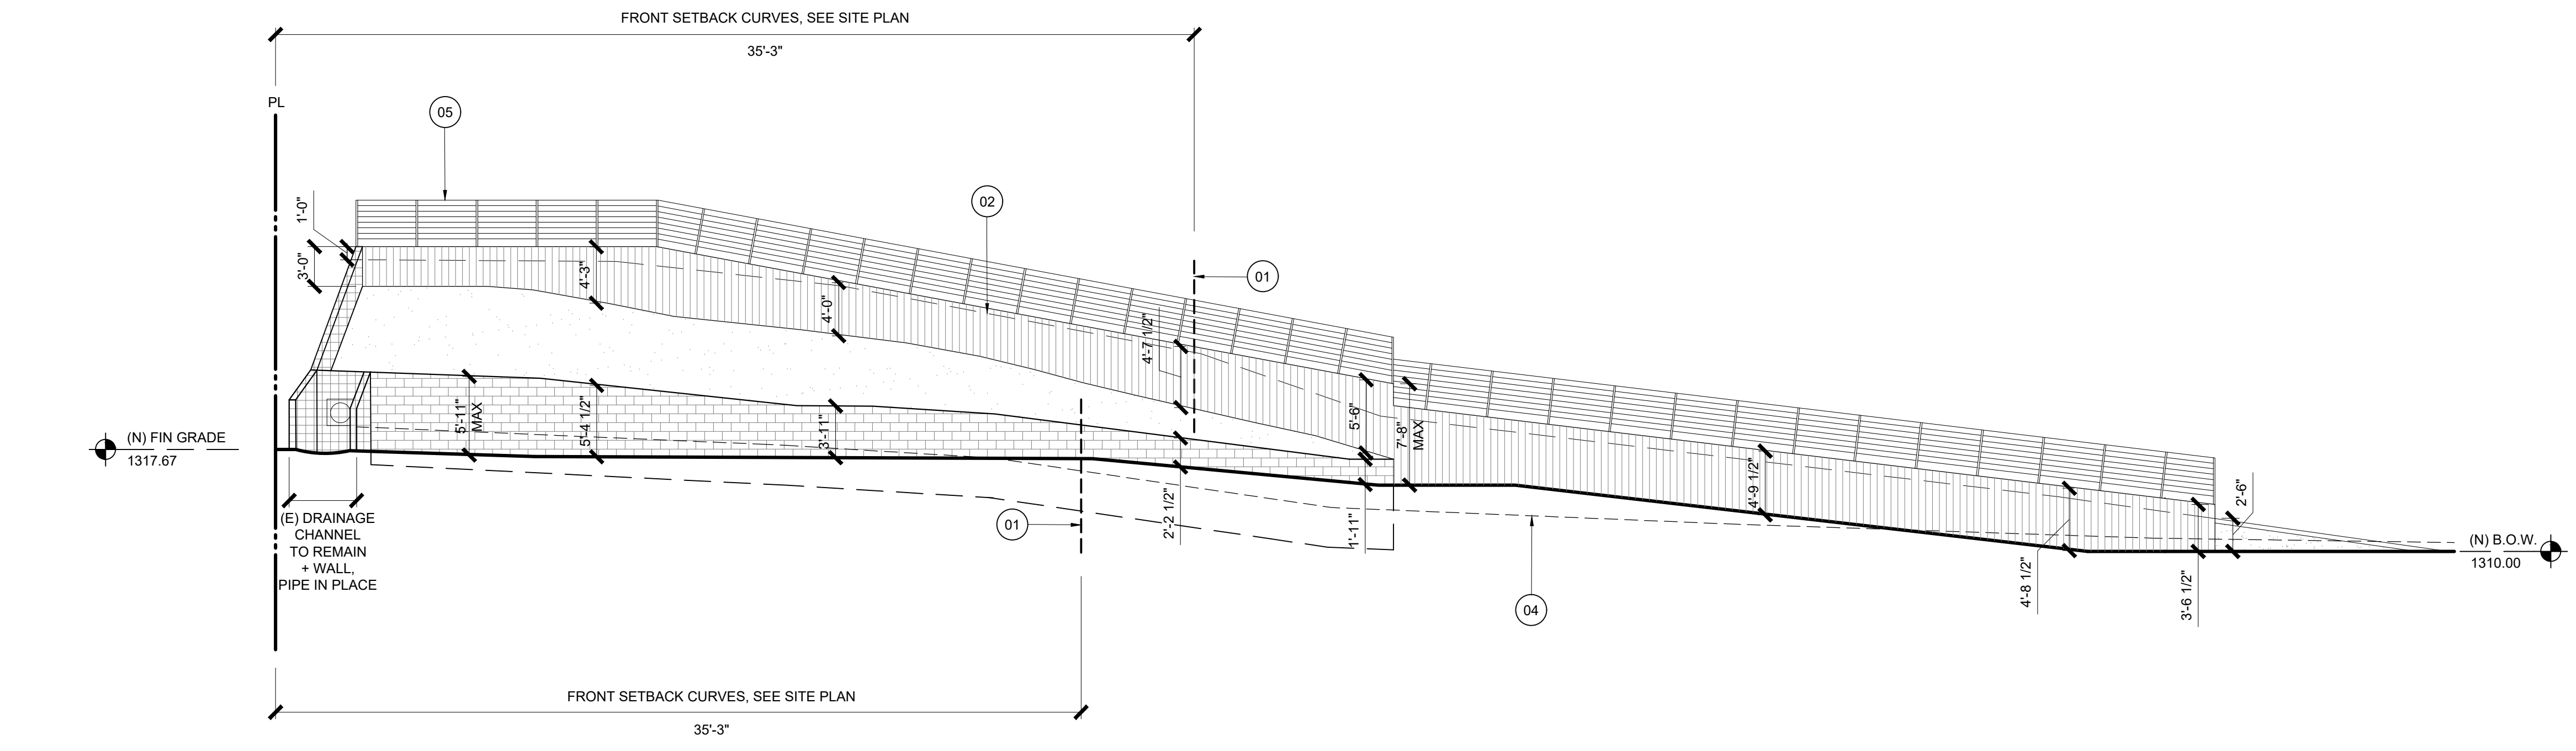 FRONT SETBACK CURVES, SEE SITE PLAN
35'-3"
PL
05
02
01
1'-0"
3'-0"
4'-3"
4'-0"
4'-7 1/2"
5'-11"
MAX
5'-4 1/2"
3'-11"
5'-6"
7'-8"
MAX
4'-9 1/2"
2'-6"
(N) FIN GRADE
1317.67
(E) DRAINAGE
CHANNEL
TO REMAIN
+ WALL,
PIPE IN PLACE
01
2'-2 1/2"
1'-11"
04
4'-8 1/2"
3'-6 1/2"
(N) B.O.W.
1310.00
FRONT SETBACK CURVES, SEE SITE PLAN
35'-3"